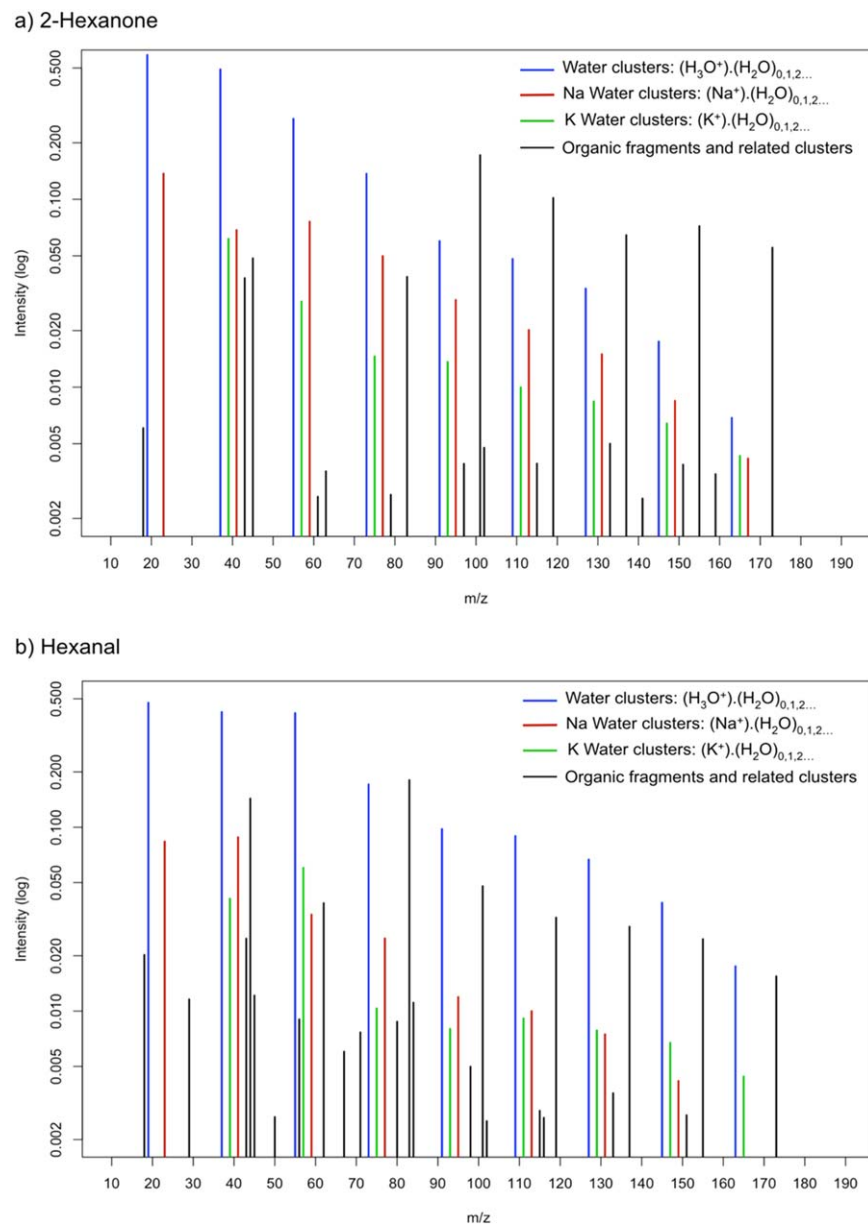 a) 2-Hexanone
Water clusters: (H₃O⁺).(H₂O)₀,₁,₂...
Na Water clusters: (Na⁺).(H₂O)₀,₁,₂...
K Water clusters: (K⁺).(H₂O)₀,₁,₂...
Organic fragments and related clusters
Intensity (log)
0.500
0.200
0.100
0.050
0.020
0.010
0.005
0.002
10 20 30 40 50 60 70 80 90 100 110 120 130 140 150 160 170 180 190
m/z
b) Hexanal
Water clusters: (H₃O⁺).(H₂O)₀,₁,₂...
Na Water clusters: (Na⁺).(H₂O)₀,₁,₂...
K Water clusters: (K⁺).(H₂O)₀,₁,₂...
Organic fragments and related clusters
Intensity (log)
0.500
0.200
0.100
0.050
0.020
0.010
0.005
0.002
10 20 30 40 50 60 70 80 90 100 110 120 130 140 150 160 170 180 190
m/z